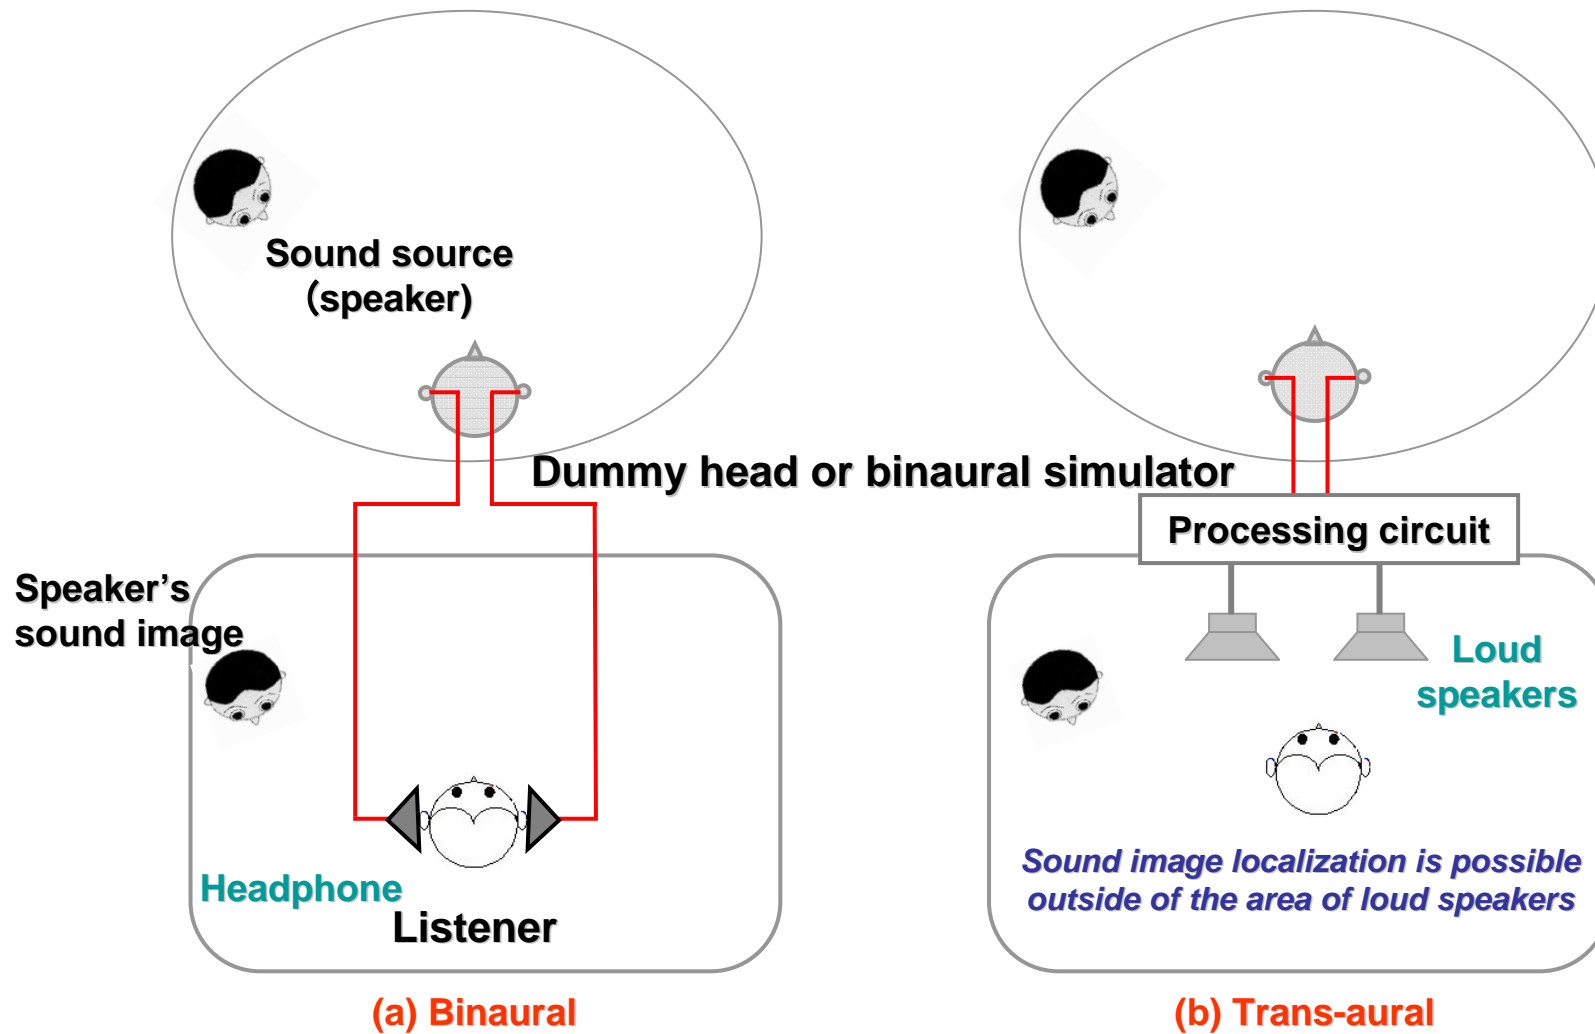 Sound source
（speaker)
Dummy head or binaural simulator
Processing circuit
Speaker’s
sound image
Loud
speakers
Headphone
Listener
Sound image localization is possible
outside of the area of loud speakers
(a) Binaural
(b) Trans-aural